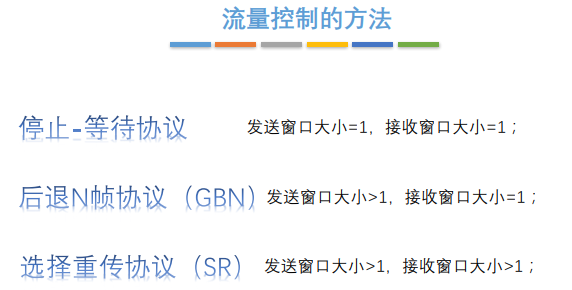 流量控制的方法
停止-等待协议 发送窗口大小=1，接收窗口大小=1；
后退N帧协议（GBN） 发送窗口大小>1，接收窗口大小=1；
选择重传协议（SR） 发送窗口大小>1，接收窗口大小>1；